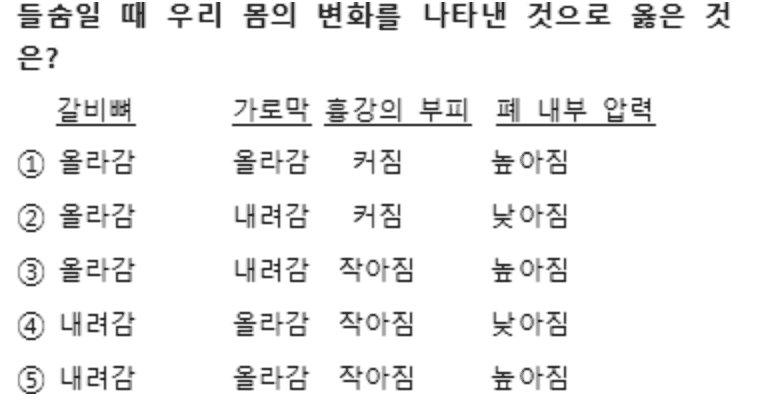 들숨일 때 우리 몸의 변화를 나타낸 것으로 옳은 것
은?
갈비뼈 가로막 흉강의 부피 폐 내부 압력
① 올라감 올라감 커짐 높아짐
② 올라감 내려감 커짐 낮아짐
③ 올라감 내려감 작아짐 높아짐
④ 내려감 올라감 작아짐 낮아짐
⑤ 내려감 올라감 작아짐 높아짐